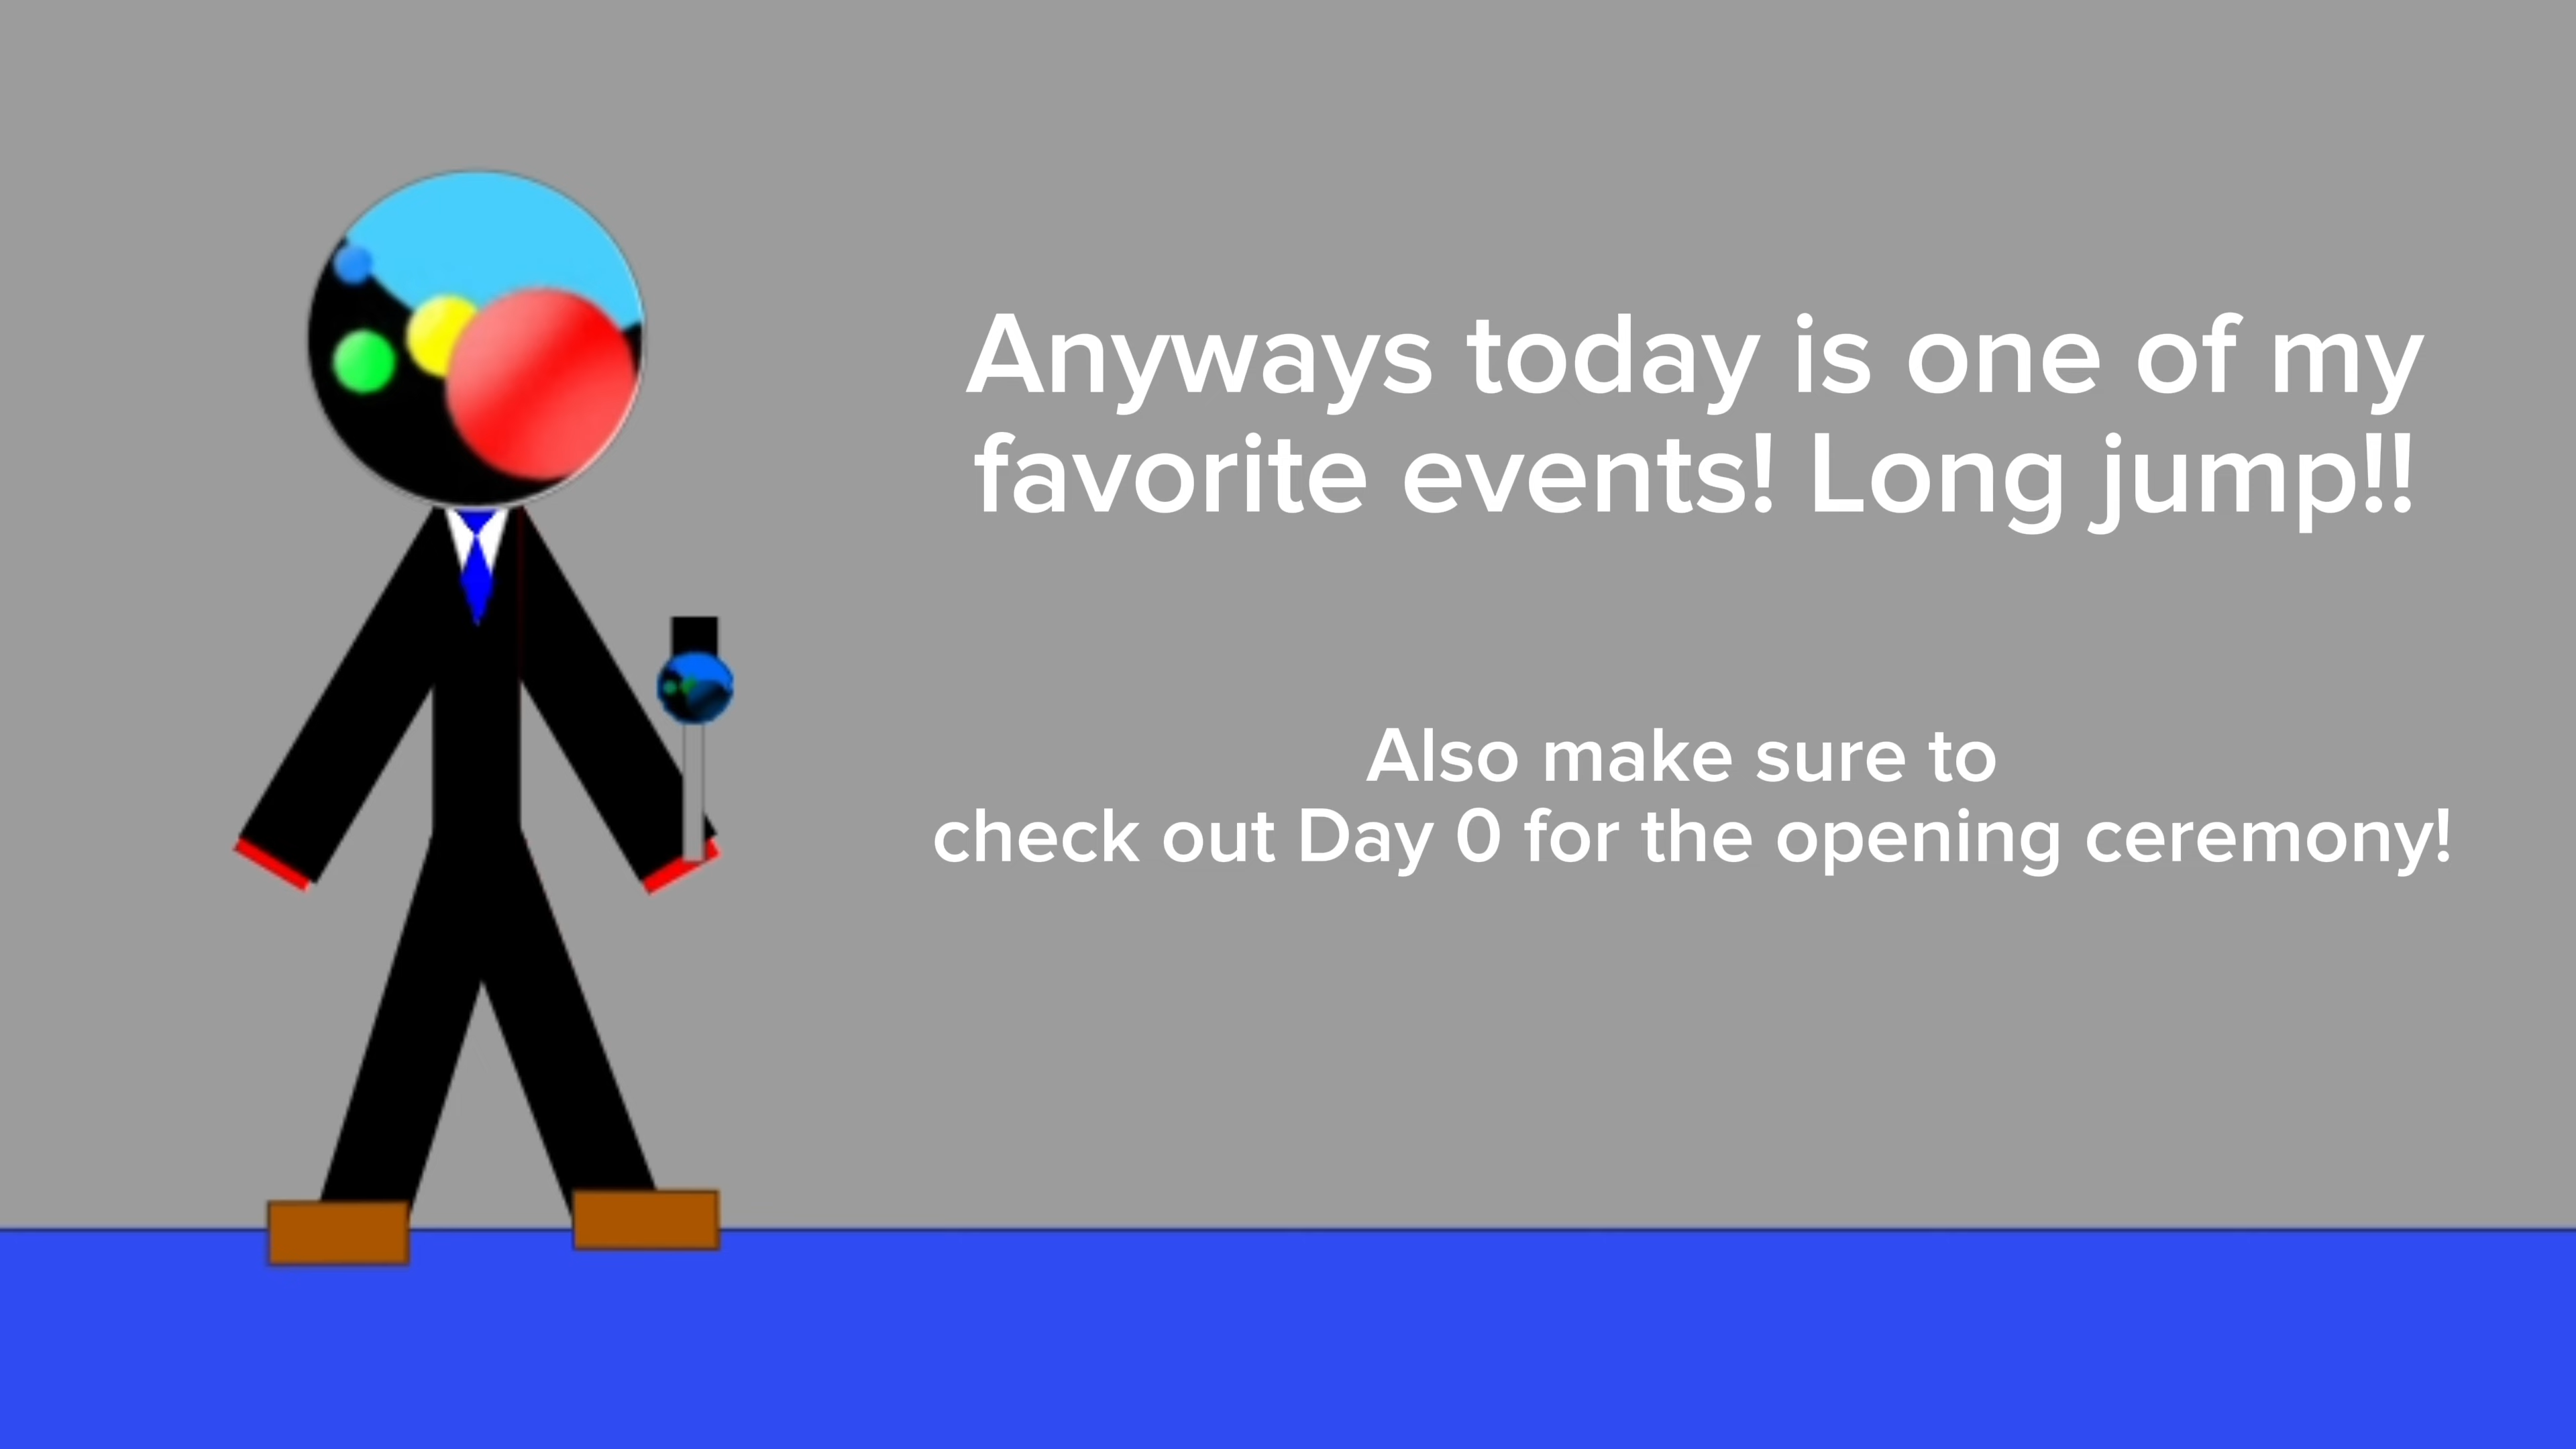 Anyways today is one of my
favorite events! Long jump!!
Also make sure to
check out Day 0 for the opening ceremony!